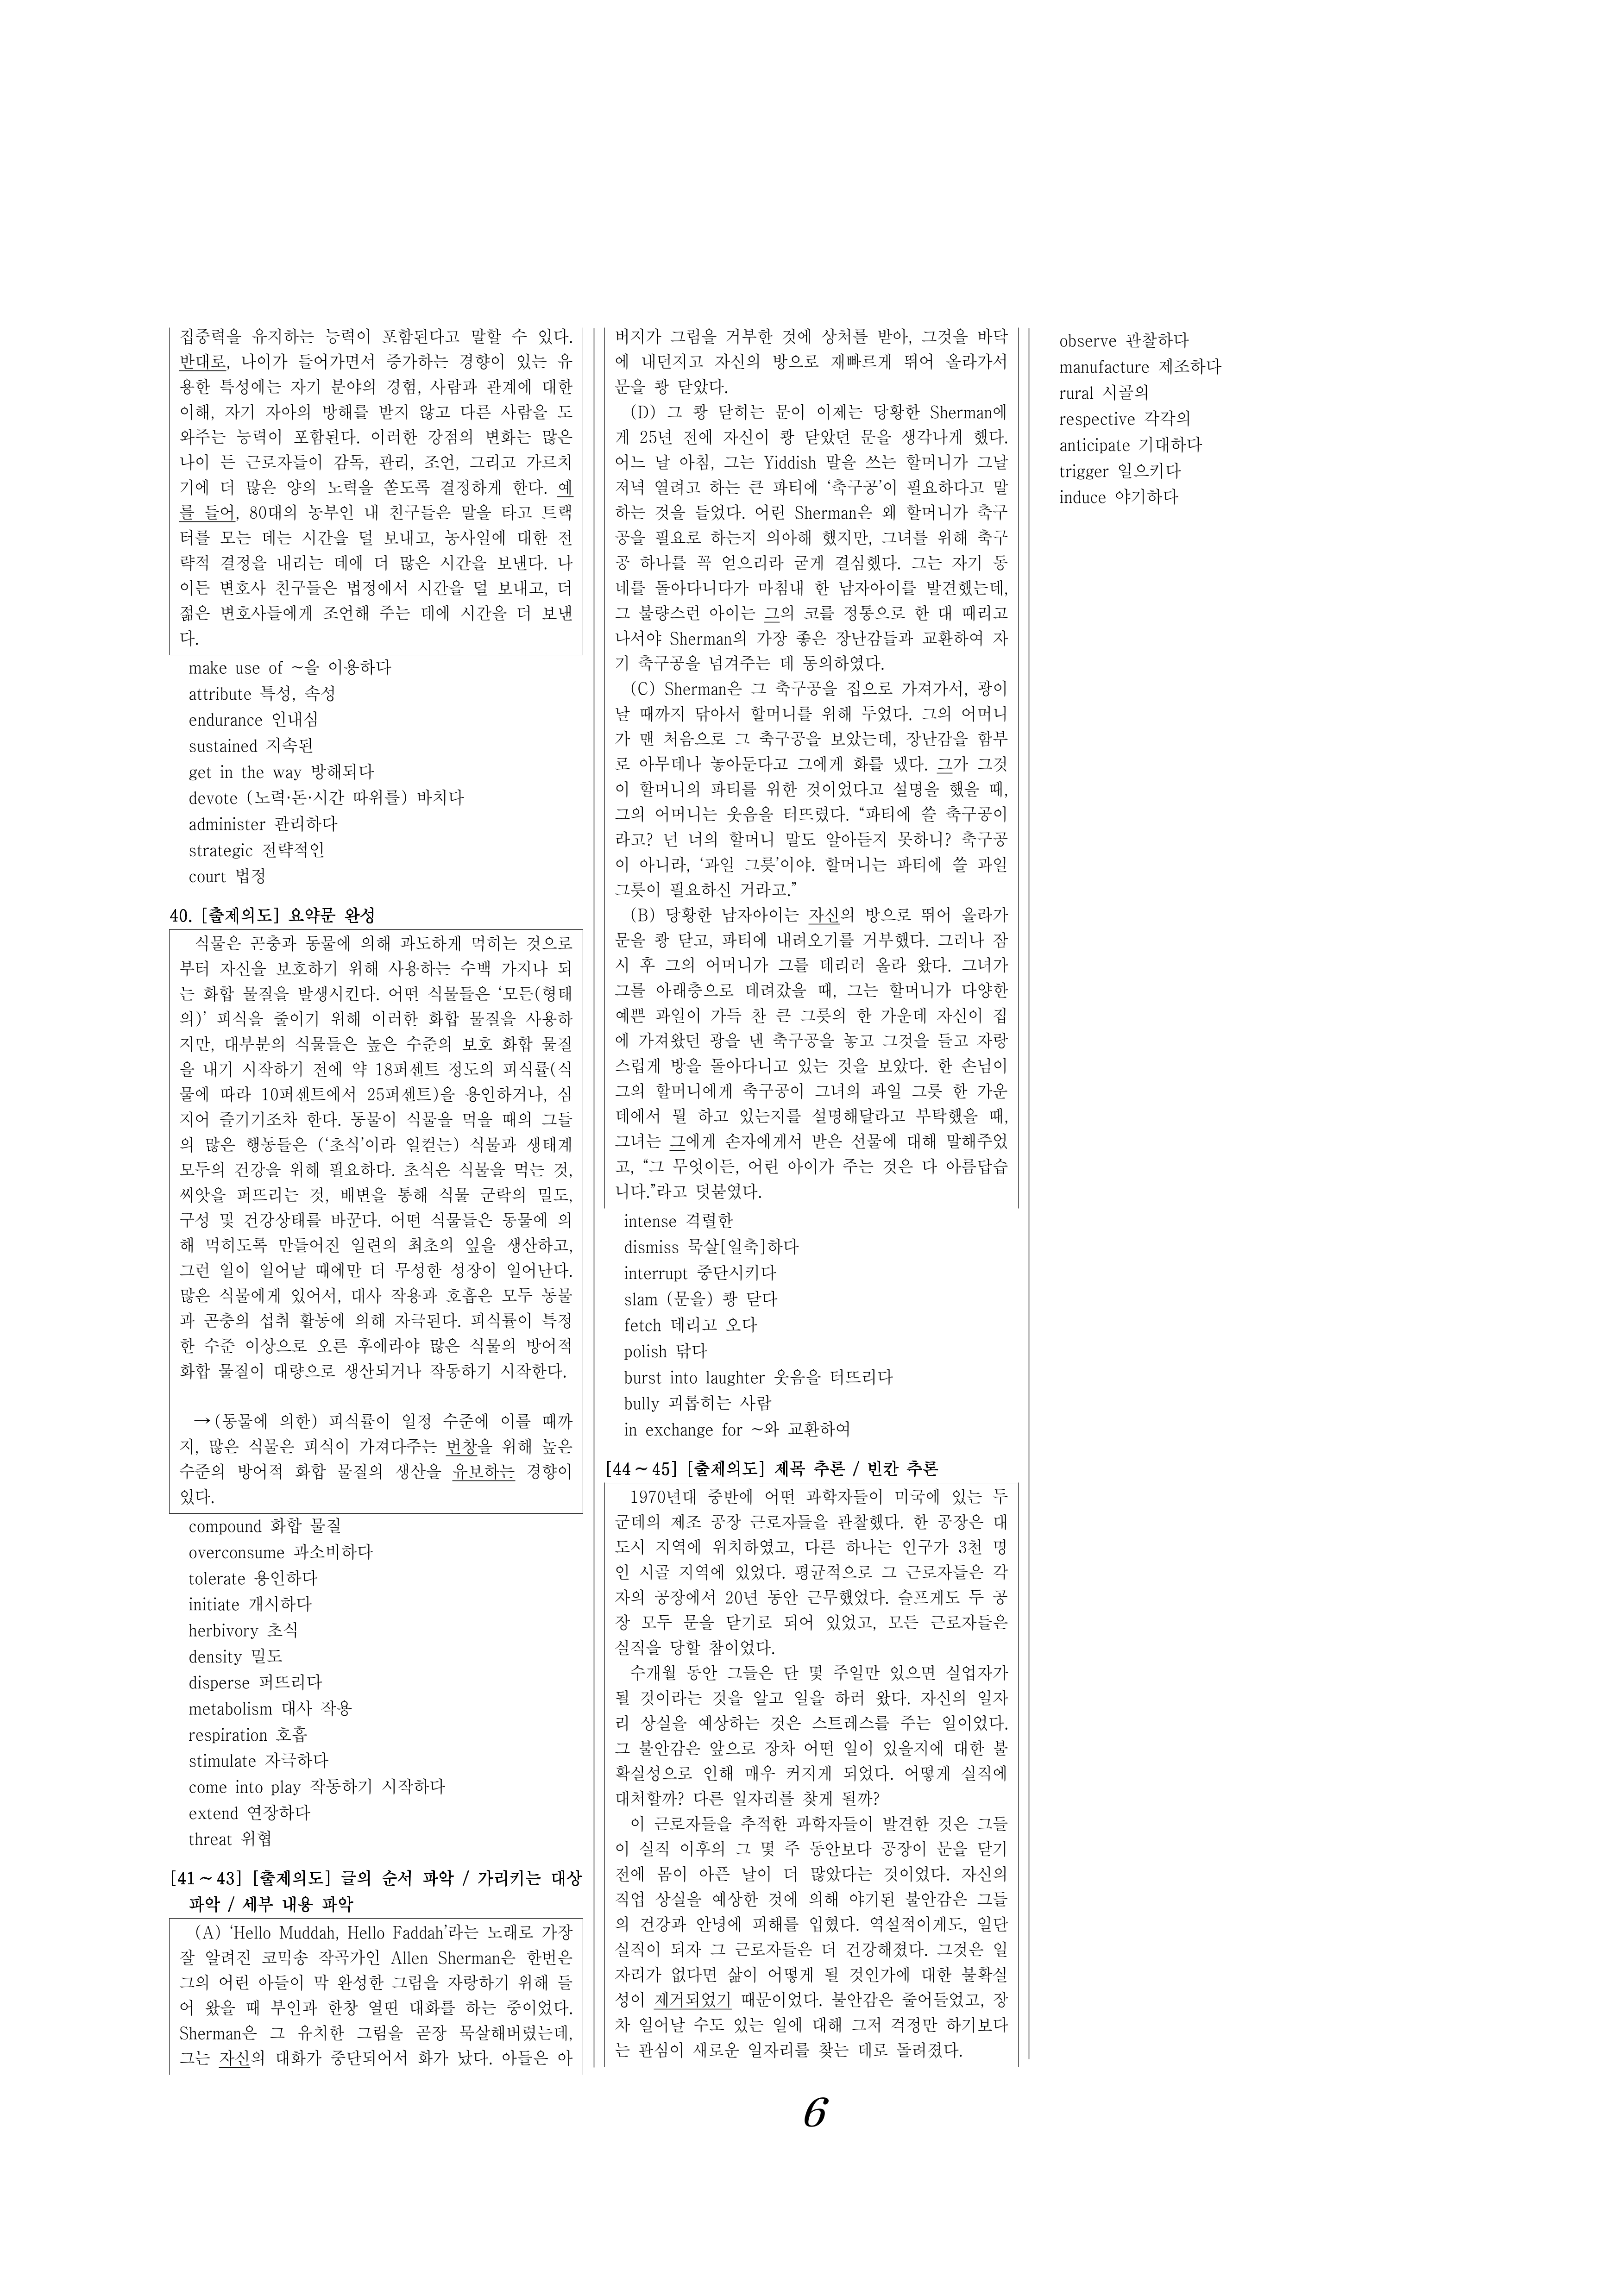 집중력을 유지하는 능력이 포함된다고 말할 수 있다.
반대로, 나이가 들어가면서 증가하는 경향이 있는 유
용한 특성에는 자기 분야의 경험, 사람과 관계에 대한
이해, 자기 자아의 방해를 받지 않고 다른 사람을 도
와주는 능력이 포함된다. 이러한 강점의 변화는 많은
나이 든 근로자들이 감독, 관리, 조언, 그리고 가르치
기에 더 많은 양의 노력을 쏟도록 결정하게 한다. 예
를 들어, 80대의 농부인 내 친구들은 말을 타고 트랙
터를 모는 데는 시간을 덜 보내고, 농사일에 대한 전
략적 결정을 내리는 데에 더 많은 시간을 보낸다. 나
이든 변호사 친구들은 법정에서 시간을 덜 보내고, 더
젊은 변호사들에게 조언해 주는 데에 시간을 더 보낸
다.
make use of ~을 이용하다
attribute 특성, 속성
endurance 인내심
sustained 지속된
get in the way 방해되다
devote (노력·돈·시간 따위를) 바치다
administer 관리하다
strategic 전략적인
court 법정
40. [출제의도] 요약문 완성
식물은 곤충과 동물에 의해 과도하게 먹히는 것으로
부터 자신을 보호하기 위해 사용하는 수백 가지나 되
는 화합 물질을 발생시킨다. 어떤 식물들은 ‘모든(형태
의)’ 피식을 줄이기 위해 이러한 화합 물질을 사용하
지만, 대부분의 식물들은 높은 수준의 보호 화합 물질
을 내기 시작하기 전에 약 18퍼센트 정도의 피식률(식
물에 따라 10퍼센트에서 25퍼센트)을 용인하거나, 심
지어 즐기기조차 한다. 동물이 식물을 먹을 때의 그들
의 많은 행동들은 (‘초식’이라 일컫는) 식물과 생태계
모두의 건강을 위해 필요하다. 초식은 식물을 먹는 것,
씨앗을 퍼뜨리는 것, 배변을 통해 식물 군락의 밀도,
구성 및 건강상태를 바꾼다. 어떤 식물들은 동물에 의
해 먹히도록 만들어진 일련의 최초의 잎을 생산하고,
그런 일이 일어날 때에만 더 무성한 성장이 일어난다.
많은 식물에게 있어서, 대사 작용과 호흡은 모두 동물
과 곤충의 섭취 활동에 의해 자극된다. 피식률이 특정
한 수준 이상으로 오른 후에라야 많은 식물의 방어적
화합 물질이 대량으로 생산되거나 작동하기 시작한다.
→(동물에 의한) 피식률이 일정 수준에 이를 때까
지, 많은 식물은 피식이 가져다주는 번창을 위해 높은
수준의 방어적 화합 물질의 생산을 유보하는 경향이
있다.
compound 화합 물질
overconsume 과소비하다
tolerate 용인하다
initiate 개시하다
herbivory 초식
density 밀도
disperse 퍼뜨리다
metabolism 대사 작용
respiration 호흡
stimulate 자극하다
come into play 작동하기 시작하다
extend 연장하다
threat 위협
[41～43] [출제의도] 글의 순서 파악 / 가리키는 대상
파악 / 세부 내용 파악
(A) ‘Hello Muddah, Hello Faddah’라는 노래로 가장
잘 알려진 코믹송 작곡가인 Allen Sherman은 한번은
그의 어린 아들이 막 완성한 그림을 자랑하기 위해 들
어 왔을 때 부인과 한창 열띤 대화를 하는 중이었다.
Sherman은 그 유치한 그림을 곧장 묵살해버렸는데,
그는 자신의 대화가 중단되어서 화가 났다. 아들은 아
버지가 그림을 거부한 것에 상처를 받아, 그것을 바닥
에 내던지고 자신의 방으로 재빠르게 뛰어 올라가서
문을 쾅 닫았다.
(D) 그 쾅 닫히는 문이 이제는 당황한 Sherman에
게 25년 전에 자신이 쾅 닫았던 문을 생각나게 했다.
어느 날 아침, 그는 Yiddish 말을 쓰는 할머니가 그날
저녁 열려고 하는 큰 파티에 ‘축구공’이 필요하다고 말
하는 것을 들었다. 어린 Sherman은 왜 할머니가 축구
공을 필요로 하는지 의아해 했지만, 그녀를 위해 축구
공 하나를 꼭 얻으리라 굳게 결심했다. 그는 자기 동
네를 돌아다니다가 마침내 한 남자아이를 발견했는데,
그 불량스런 아이는 그의 코를 정통으로 한 대 때리고
나서야 Sherman의 가장 좋은 장난감들과 교환하여 자
기 축구공을 넘겨주는 데 동의하였다.
(C) Sherman은 그 축구공을 집으로 가져가서, 광이
날 때까지 닦아서 할머니를 위해 두었다. 그의 어머니
가 맨 처음으로 그 축구공을 보았는데, 장난감을 함부
로 아무데나 놓아둔다고 그에게 화를 냈다. 그가 그것
이 할머니의 파티를 위한 것이었다고 설명을 했을 때,
그의 어머니는 웃음을 터뜨렸다. “파티에 쓸 축구공이
라고? 넌 너의 할머니 말도 알아듣지 못하니? 축구공
이 아니라, ‘과일 그릇’이야. 할머니는 파티에 쓸 과일
그릇이 필요하신 거라고.”
(B) 당황한 남자아이는 자신의 방으로 뛰어 올라가
문을 쾅 닫고, 파티에 내려오기를 거부했다. 그러나 잠
시 후 그의 어머니가 그를 데리러 올라 왔다. 그녀가
그를 아래층으로 데려갔을 때, 그는 할머니가 다양한
예쁜 과일이 가득 찬 큰 그릇의 한 가운데 자신이 집
에 가져왔던 광을 낸 축구공을 놓고 그것을 들고 자랑
스럽게 방을 돌아다니고 있는 것을 보았다. 한 손님이
그의 할머니에게 축구공이 그녀의 과일 그릇 한 가운
데에서 뭘 하고 있는지를 설명해달라고 부탁했을 때,
그녀는 그에게 손자에게서 받은 선물에 대해 말해주었
고, “그 무엇이든, 어린 아이가 주는 것은 다 아름답습
니다.”라고 덧붙였다.
intense 격렬한
dismiss 묵살[일축]하다
interrupt 중단시키다
slam (문을) 쾅 닫다
fetch 데리고 오다
polish 닦다
burst into laughter 웃음을 터뜨리다
bully 괴롭히는 사람
in exchange for ~와 교환하여
[44～45] [출제의도] 제목 추론 / 빈칸 추론
1970년대 중반에 어떤 과학자들이 미국에 있는 두
군데의 제조 공장 근로자들을 관찰했다. 한 공장은 대
도시 지역에 위치하였고, 다른 하나는 인구가 3천 명
인 시골 지역에 있었다. 평균적으로 그 근로자들은 각
자의 공장에서 20년 동안 근무했었다. 슬프게도 두 공
장 모두 문을 닫기로 되어 있었고, 모든 근로자들은
실직을 당할 참이었다.
수개월 동안 그들은 단 몇 주일만 있으면 실업자가
될 것이라는 것을 알고 일을 하러 왔다. 자신의 일자
리 상실을 예상하는 것은 스트레스를 주는 일이었다.
그 불안감은 앞으로 장차 어떤 일이 있을지에 대한 불
확실성으로 인해 매우 커지게 되었다. 어떻게 실직에
대처할까? 다른 일자리를 찾게 될까?
이 근로자들을 추적한 과학자들이 발견한 것은 그들
이 실직 이후의 그 몇 주 동안보다 공장이 문을 닫기
전에 몸이 아픈 날이 더 많았다는 것이었다. 자신의
직업 상실을 예상한 것에 의해 야기된 불안감은 그들
의 건강과 안녕에 피해를 입혔다. 역설적이게도, 일단
실직이 되자 그 근로자들은 더 건강해졌다. 그것은 일
자리가 없다면 삶이 어떻게 될 것인가에 대한 불확실
성이 제거되었기 때문이었다. 불안감은 줄어들었고, 장
차 일어날 수도 있는 일에 대해 그저 걱정만 하기보다
는 관심이 새로운 일자리를 찾는 데로 돌려졌다.
observe 관찰하다
manufacture 제조하다
rural 시골의
respective 각각의
anticipate 기대하다
trigger 일으키다
induce 야기하다
6